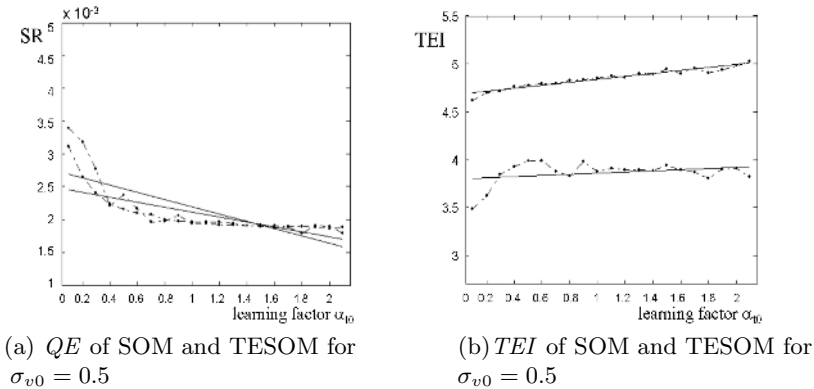 x 10⁻³
SR
5
4.5
4
3.5
3
2.5
2
1.5
1
0 0.2 0.4 0.6 0.8 1 1.2 1.4 1.6 1.8 2
learning factor α₁₀
(a) QE of SOM and TESOM for
σᵥ₀ = 0.5
5.5
TEI
5
4.5
4
3.5
3
0 0.2 0.4 0.6 0.8 1 1.2 1.4 1.6 1.8 2
learning factor α₁₀
(b) TEI of SOM and TESOM for
σᵥ₀ = 0.5